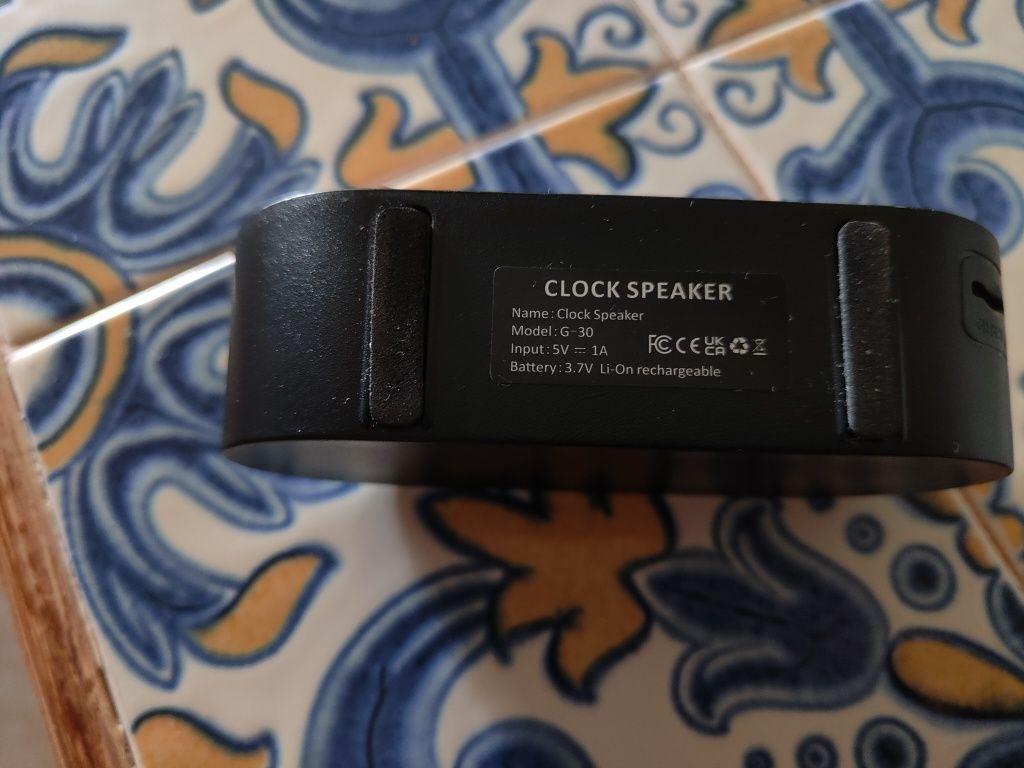 CLOCK SPEAKER
Name: Clock Speaker
Model: G-30
Input: 5V ⎓ 1A
FC CE UK CA
Battery: 3.7V Li-On rechargeable